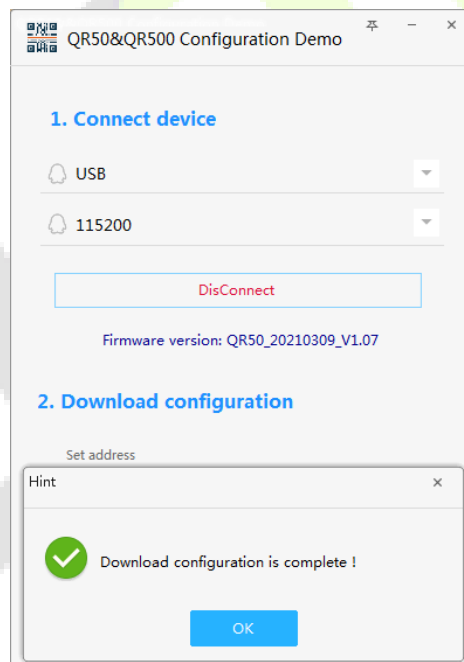 QR50&QR500 Configuration Demo
1. Connect device
USB
115200
DisConnect
Firmware version: QR50_20210309_V1.07
2. Download configuration
Set address
Hint
Download configuration is complete !
OK